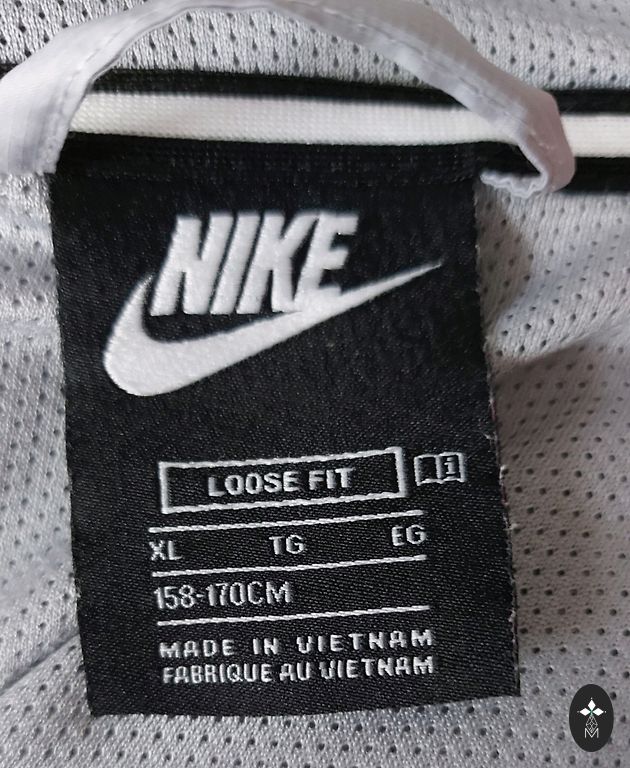 NIKE
LOOSE FIT
XL TG EG
158-170CM
MADE IN VIETNAM
FABRIQUE AU VIETNAM
M